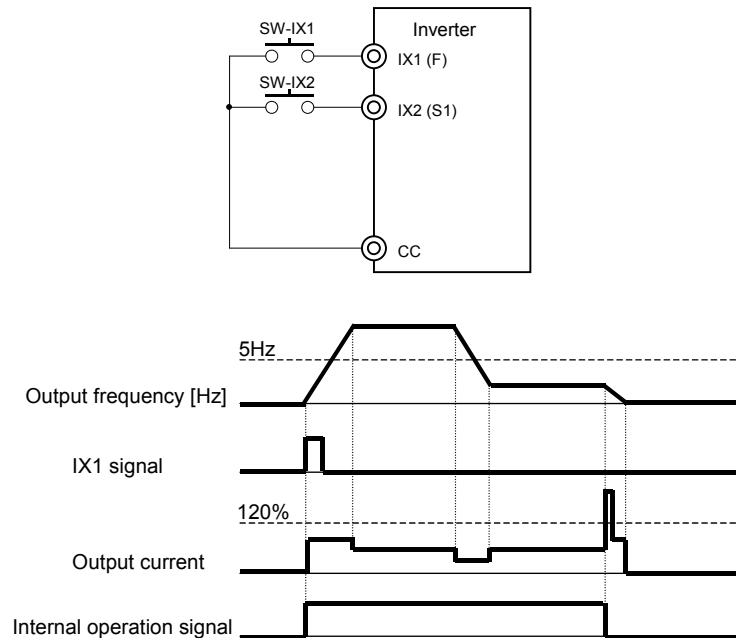 SW-IX1
Inverter
IX1 (F)
SW-IX2
IX2 (S1)
CC
5Hz
Output frequency [Hz]
IX1 signal
120%
Output current
Internal operation signal